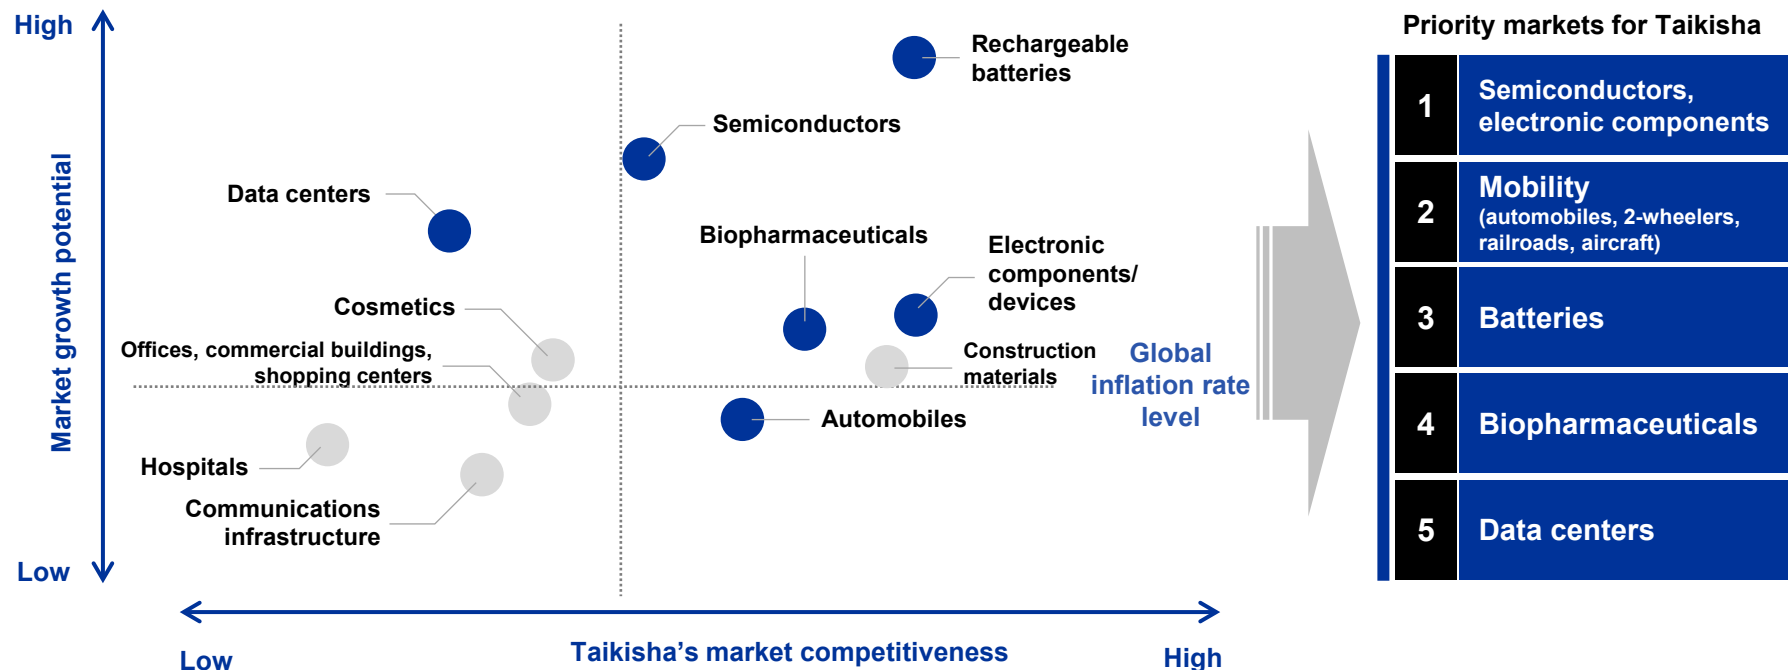 High
Priority markets for Taikisha
Rechargeable
batteries
Semiconductors
Data centers
Biopharmaceuticals
Electronic
components/
devices
Cosmetics
Offices, commercial buildings,
shopping centers
Construction
materials
Global
inflation rate
level
Automobiles
Hospitals
Communications
infrastructure
Market growth potential
Low
Low
Taikisha’s market competitiveness
High
1
Semiconductors,
electronic components
2
Mobility
(automobiles, 2-wheelers,
railroads, aircraft)
3
Batteries
4
Biopharmaceuticals
5
Data centers